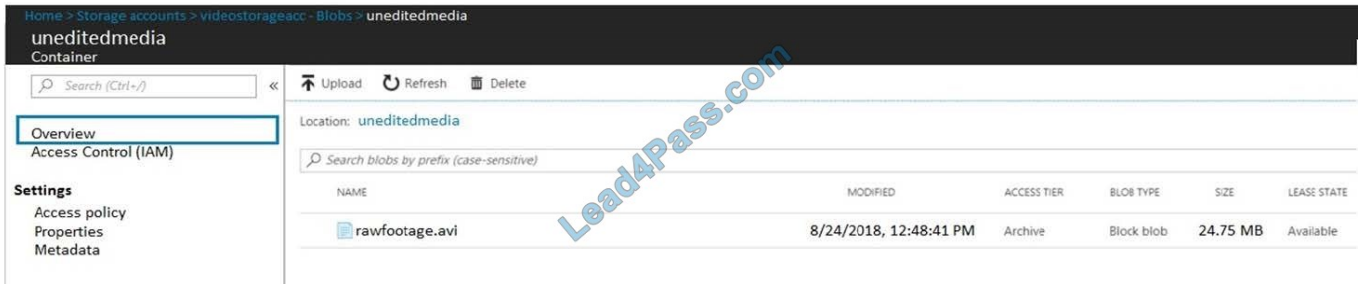 Home > Storage accounts > videostorageacc - Blobs > uneditedmedia
uneditedmedia
Container
Search (Ctrl+/)
«
Upload
Refresh
Delete
Overview
Access Control (IAM)
Settings
Access policy
Properties
Metadata
Location: uneditedmedia
Search blobs by prefix (case-sensitive)
NAME MODIFIED ACCESS TIER BLOB TYPE SIZE LEASE STATE
rawfootage.avi 8/24/2018, 12:48:41 PM Archive Block blob 24.75 MB Available
Lead4Pass.com